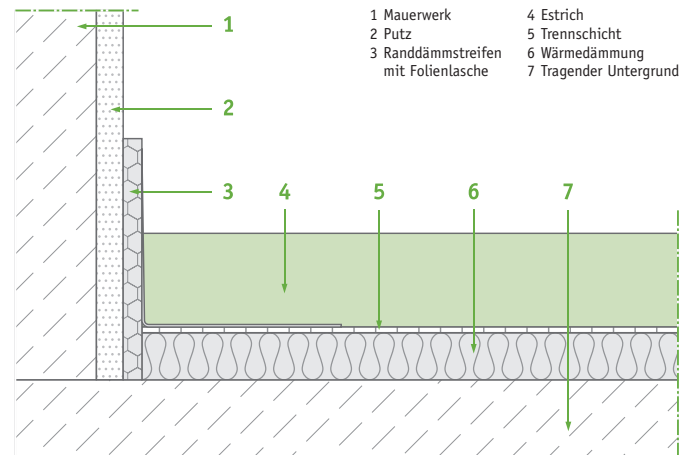 1 Mauerwerk
2 Putz
3 Randdämmstreifen
mit Folienlasche
4 Estrich
5 Trennschicht
6 Wärmedämmung
7 Tragender Untergrund
1
2
3
4
5
6
7